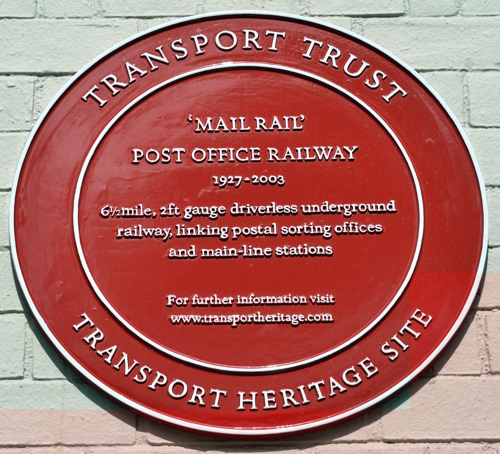 TRANSPORT TRUST
'MAIL RAIL'
POST OFFICE RAILWAY
1927-2003
6½mile, 2ft gauge driverless underground
railway, linking postal sorting offices
and main-line stations
For further information visit
www.transportheritage.com
TRANSPORT HERITAGE SITE